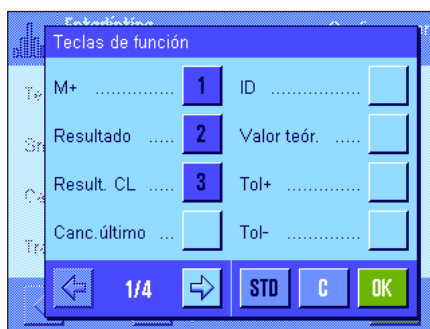 Teclas de función
M+ .............. 1 ID ..............
Resultado ..... 2 Valor teór. .....
Result. CL ..... 3 Tol+ .............
Canc.último ... Tol- .............
1/4 STD C OK